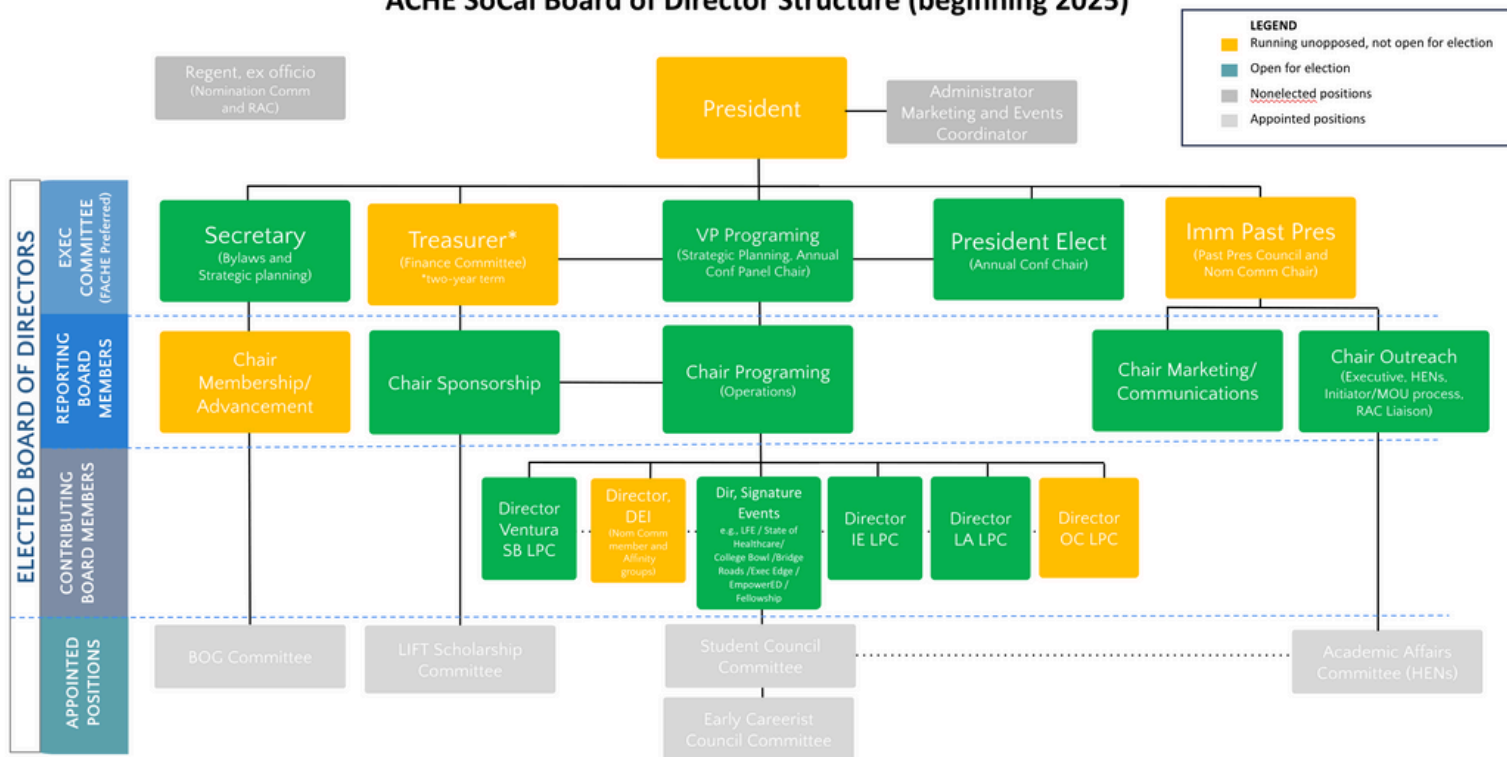 ACHE SoCal Board of Director Structure (beginning 2025)
LEGEND
Running unopposed, not open for election
Open for election
Nonelected positions
Appointed positions
Regent, ex officio
(Nomination Comm
and RAC)
President
Administrator
Marketing and Events
Coordinator
ELECTED BOARD OF DIRECTORS
EXEC
COMMITTEE
(FACHE Preferred)
Secretary
(Bylaws and
Strategic planning)
Treasurer*
(Finance Committee)
*two-year term
VP Programing
(Strategic Planning, Annual
Conf Panel Chair)
President Elect
(Annual Conf Chair)
Imm Past Pres
(Past Pres Council and
Nom Comm Chair)
REPORTING
BOARD
MEMBERS
Chair
Membership/
Advancement
Chair Sponsorship
Chair Programing
(Operations)
Chair Marketing/
Communications
Chair Outreach
(Executive, HENs,
Initiator/MOU process,
RAC Liaison)
CONTRIBUTING
BOARD MEMBERS
Director
Ventura
SB LPC
Director,
DEI
(Nom Comm
member and
Affinity
groups)
Dir, Signature
Events
e.g., LFE / State of
Healthcare/
College Bowl /Bridge
Roads /Exec Edge /
EmpowerED /
Fellowship
Director
IE LPC
Director
LA LPC
Director
OC LPC
APPOINTED
POSITIONS
BOG Committee
LIFT Scholarship
Committee
Student Council
Committee
Academic Affairs
Committee (HENs)
Early Careerist
Council Committee